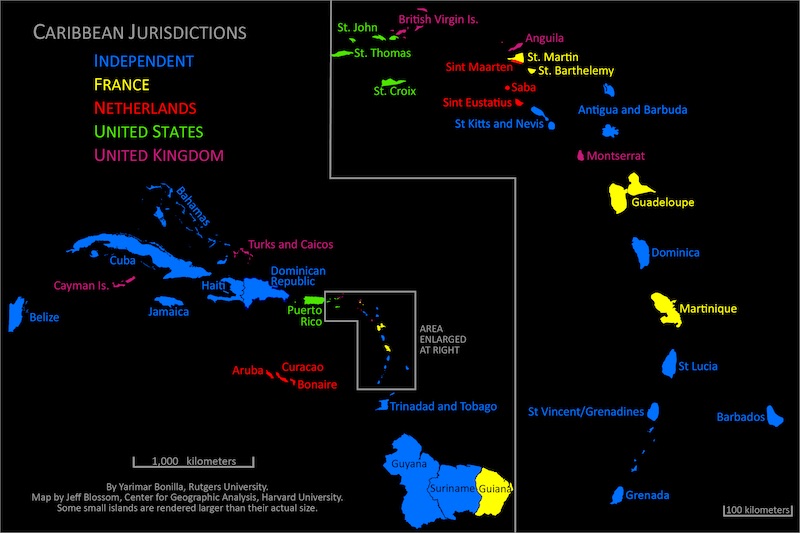 CARIBBEAN JURISDICTIONS
INDEPENDENT
FRANCE
NETHERLANDS
UNITED STATES
UNITED KINGDOM
Bahamas
Turks and Caicos
Cuba
Cayman Is.
Haiti
Dominican
Republic
Jamaica
Belize
Puerto
Rico
AREA
ENLARGED
AT RIGHT
Aruba
Curacao
Bonaire
Trinidad and Tobago
Guyana
Suriname
Guiana
1,000 kilometers
By Yarimar Bonilla, Rutgers University.
Map by Jeff Blossom, Center for Geographic Analysis, Harvard University.
Some small islands are rendered larger than their actual size.
British Virgin Is.
St. John
St. Thomas
St. Croix
Anguila
St. Martin
Sint Maarten
St. Barthelemy
Saba
Sint Eustatius
St Kitts and Nevis
Antigua and Barbuda
Montserrat
Guadeloupe
Dominica
Martinique
St Lucia
St Vincent/Grenadines
Barbados
Grenada
100 kilometers